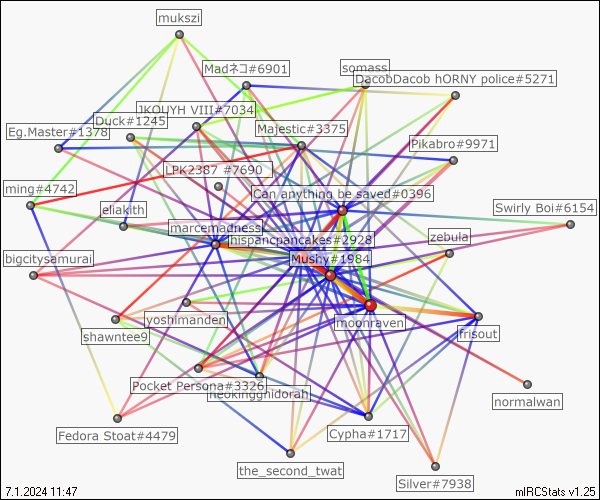 mukszi
Madネコ#6901
somass
DacobDacob hORNY police#5271
JKOUYH VIII#7034
Duck#1245
Eg.Master#1378
Majestic#3375
Pikabro#9971
LPK2387 #7690
ming#4742
Can anything be saved#0396
Swirly Boi#6154
eliakith
marcemadness
hispancpancakes#2928
zebula
bigcitysamurai
Mushy#1984
yoshimanden
moonraven
shawntee9
frisout
Pocket Persona#3326
neokingghidorah
normalwan
Fedora Stoat#4479
Cypha#1717
the_second_twat
Silver#7938
7.1.2024 11:47
mIRCStats v1.25